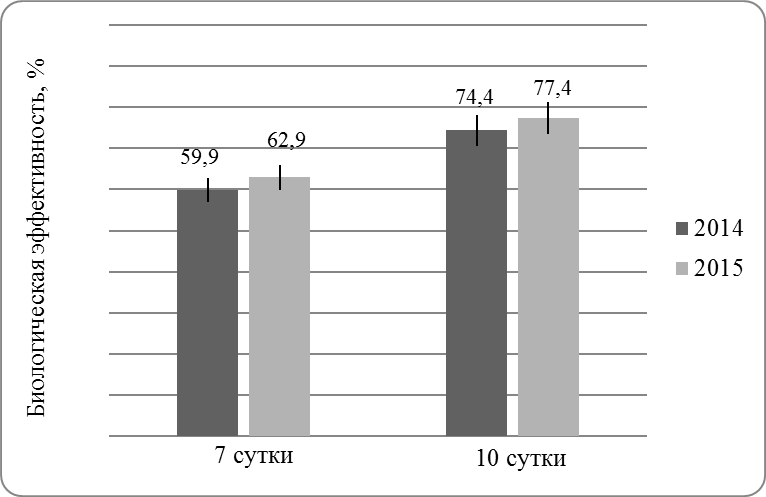 Биологическая эффективность, %
59,9
62,9
74,4
77,4
2014
2015
7 сутки
10 сутки